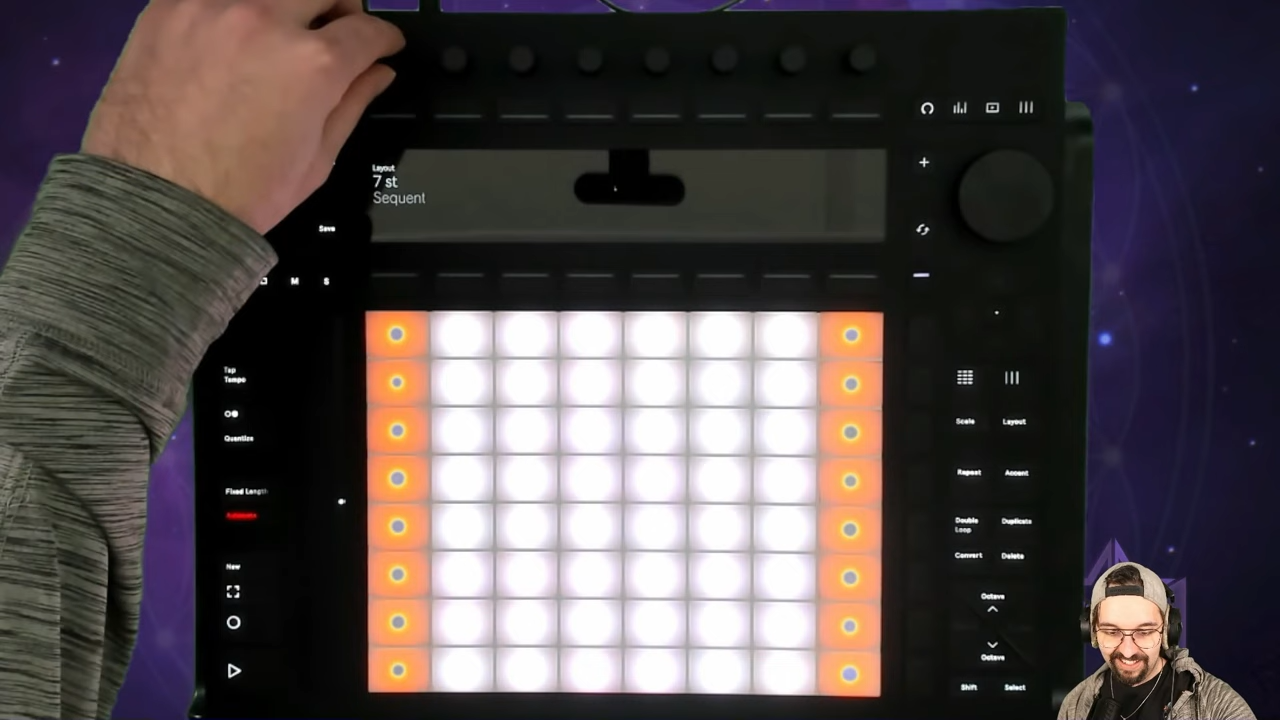 Layout
7 st
Sequent
Save
M S
Tap
Tempo
Quantize
Fixed Length
Automate
New
Scale Layout
Repeat Accent
Double
Loop
Duplicate
Convert Delete
Octave
Octave
Shift Select